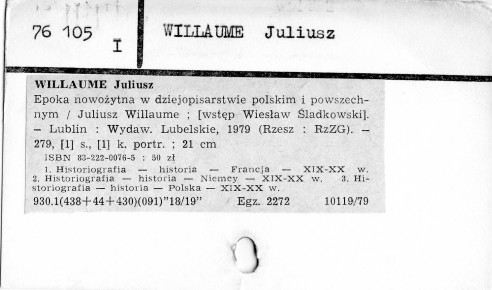 76 105
I
WILLAUME Juliusz
WILLAUME Juliusz
Epoka nowożytna w dziejopisarstwie polskim i powszech-
nym / Juliusz Willaume ; [wstęp Wiesław Śladkowski].
— Lublin : Wydaw. Lubelskie, 1979 (Rzesz : RzZG). —
279, [1] s., [1] k. portr. ; 21 cm
ISBN 83-222-0076-5 : 50 zł
1. Historiografia — historia — Francja — XIX-XX w.
2. Historiografia — historia — Niemcy — XIX-XX w. 3. Hi-
storiografia — historia — Polska — XIX-XX w.
930.1(438+44+430)(091)"18/19" Egz. 2272 10119/79